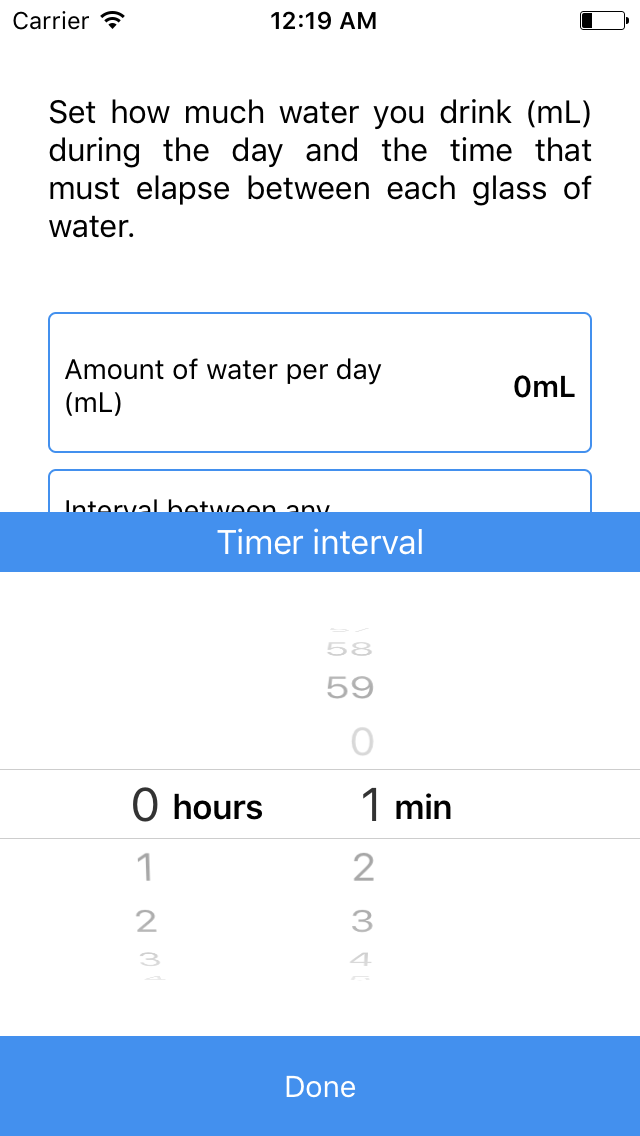 Carrier 12:19 AM
Set how much water you drink (mL)
during the day and the time that
must elapse between each glass of
water.
Amount of water per day
(mL)
0mL
Interval between any
Timer interval
58
59
0
0 hours 1 min
1 2
2 3
3 4
4 5
Done